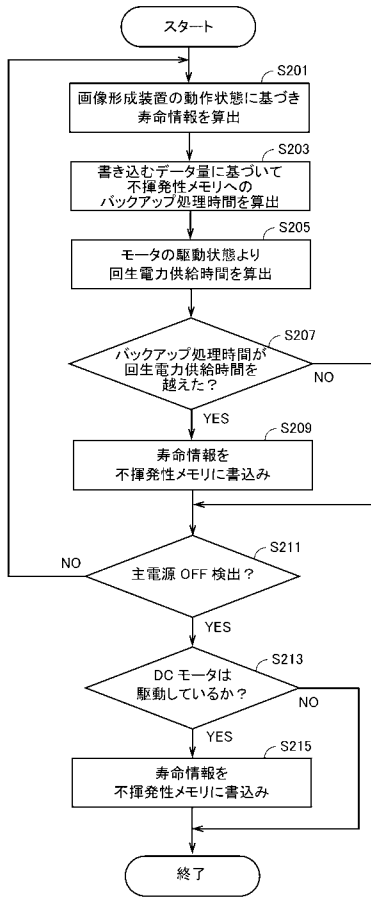 スタート
S201
画像形成装置の動作状態に基づき
寿命情報を算出
S203
書き込むデータ量に基づいて
不揮発性メモリへの
バックアップ処理時間を算出
S205
モータの駆動状態より
回生電力供給時間を算出
S207
バックアップ処理時間が
回生電力供給時間を
越えた？
NO
YES
S209
寿命情報を
不揮発性メモリに書込み
S211
主電源 OFF 検出？
NO
YES
S213
DC モータは
駆動しているか？
NO
YES
S215
寿命情報を
不揮発性メモリに書込み
終了